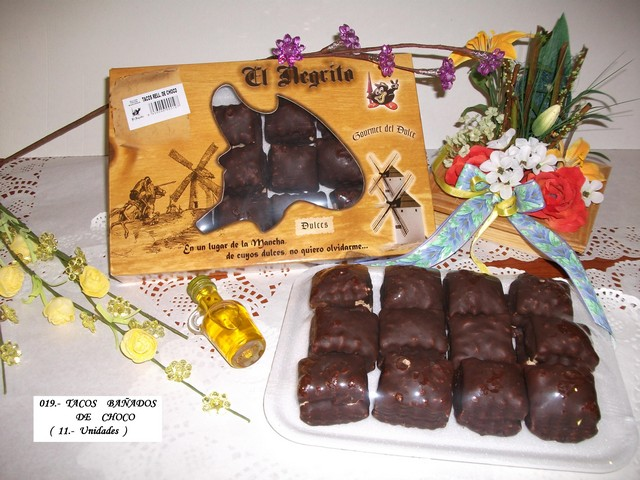 El Negrito
TACOS RELL. DE CHOCO
Gourmet del Dulce
Dulces
En un lugar de la Mancha,
de cuyos dulces, no quiero olvidarme...
019.- TACOS BAÑADOS
DE CHOCO
( 11.- Unidades )